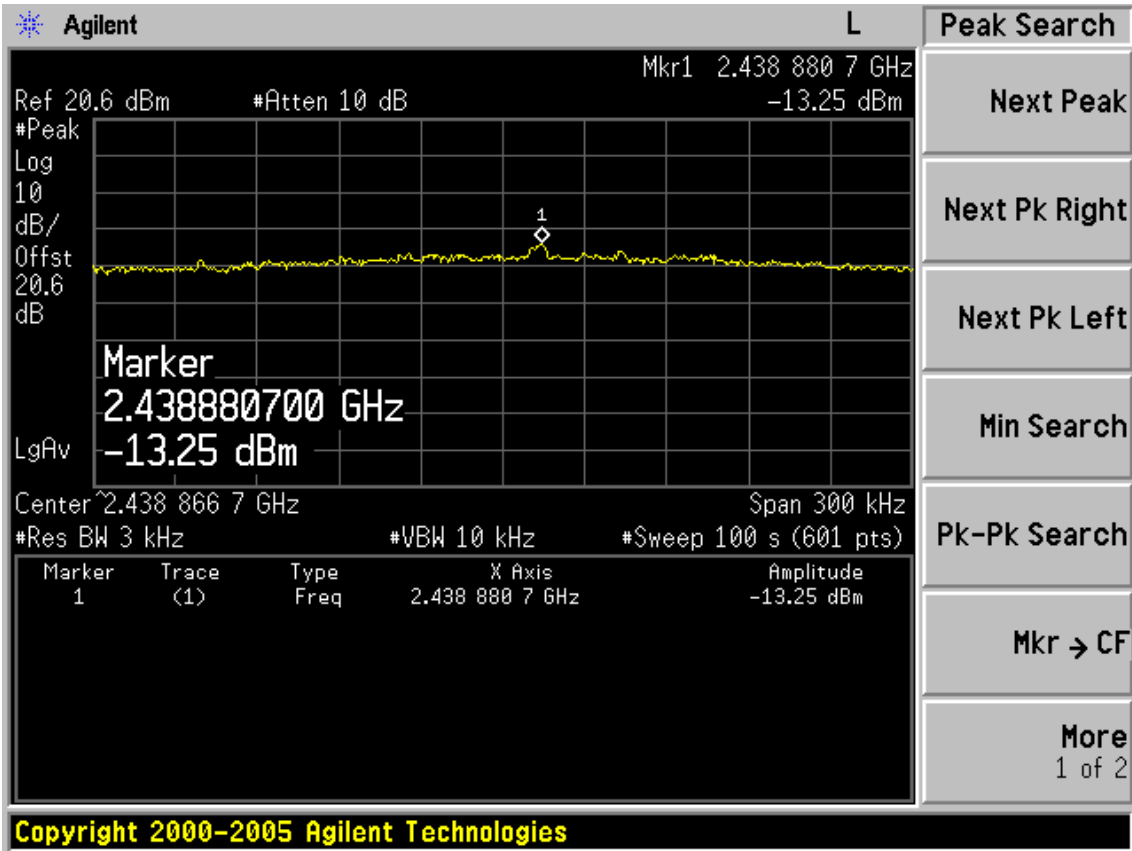 Agilent L Peak Search
Mkr1 2.438 880 7 GHz
Ref 20.6 dBm #Atten 10 dB -13.25 dBm
Next Peak
#Peak
Log
10
dB/
Offst
20.6
dB
1
Next Pk Right
Next Pk Left
Marker
2.438880700 GHz
-13.25 dBm
LgAv
Min Search
Center ^2.438 866 7 GHz Span 300 kHz
#Res BW 3 kHz #VBW 10 kHz #Sweep 100 s (601 pts)
Pk-Pk Search
Marker Trace Type X Axis Amplitude
1 (1) Freq 2.438 880 7 GHz -13.25 dBm
Mkr → CF
More
1 of 2
Copyright 2000-2005 Agilent Technologies